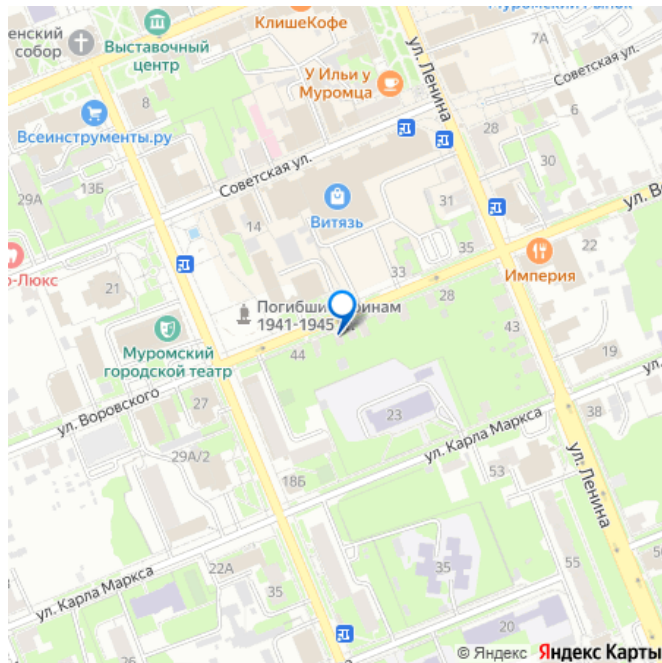 КлишеКофе
енский
собор
Выставочный
центр
7А
Советская ул.
У Ильи у
Муромца
ул. Ленина
8
6
Всеинструменты.ру
28
30
13Б
29А
Советская ул.
31
Витязь
14
35
ул. В
22
о-Люкс
21
33
Империя
28
Погибши
инам
1941-1945
43
Муромский
городской театр
44
19
ул.
ул. Воровского
27
23
38
ул. Карла Маркса
29А/2
53
ул. Ленина
18Б
22А
35
55
ул. Карла Маркса
20
© Яндекс Яндекс Карты